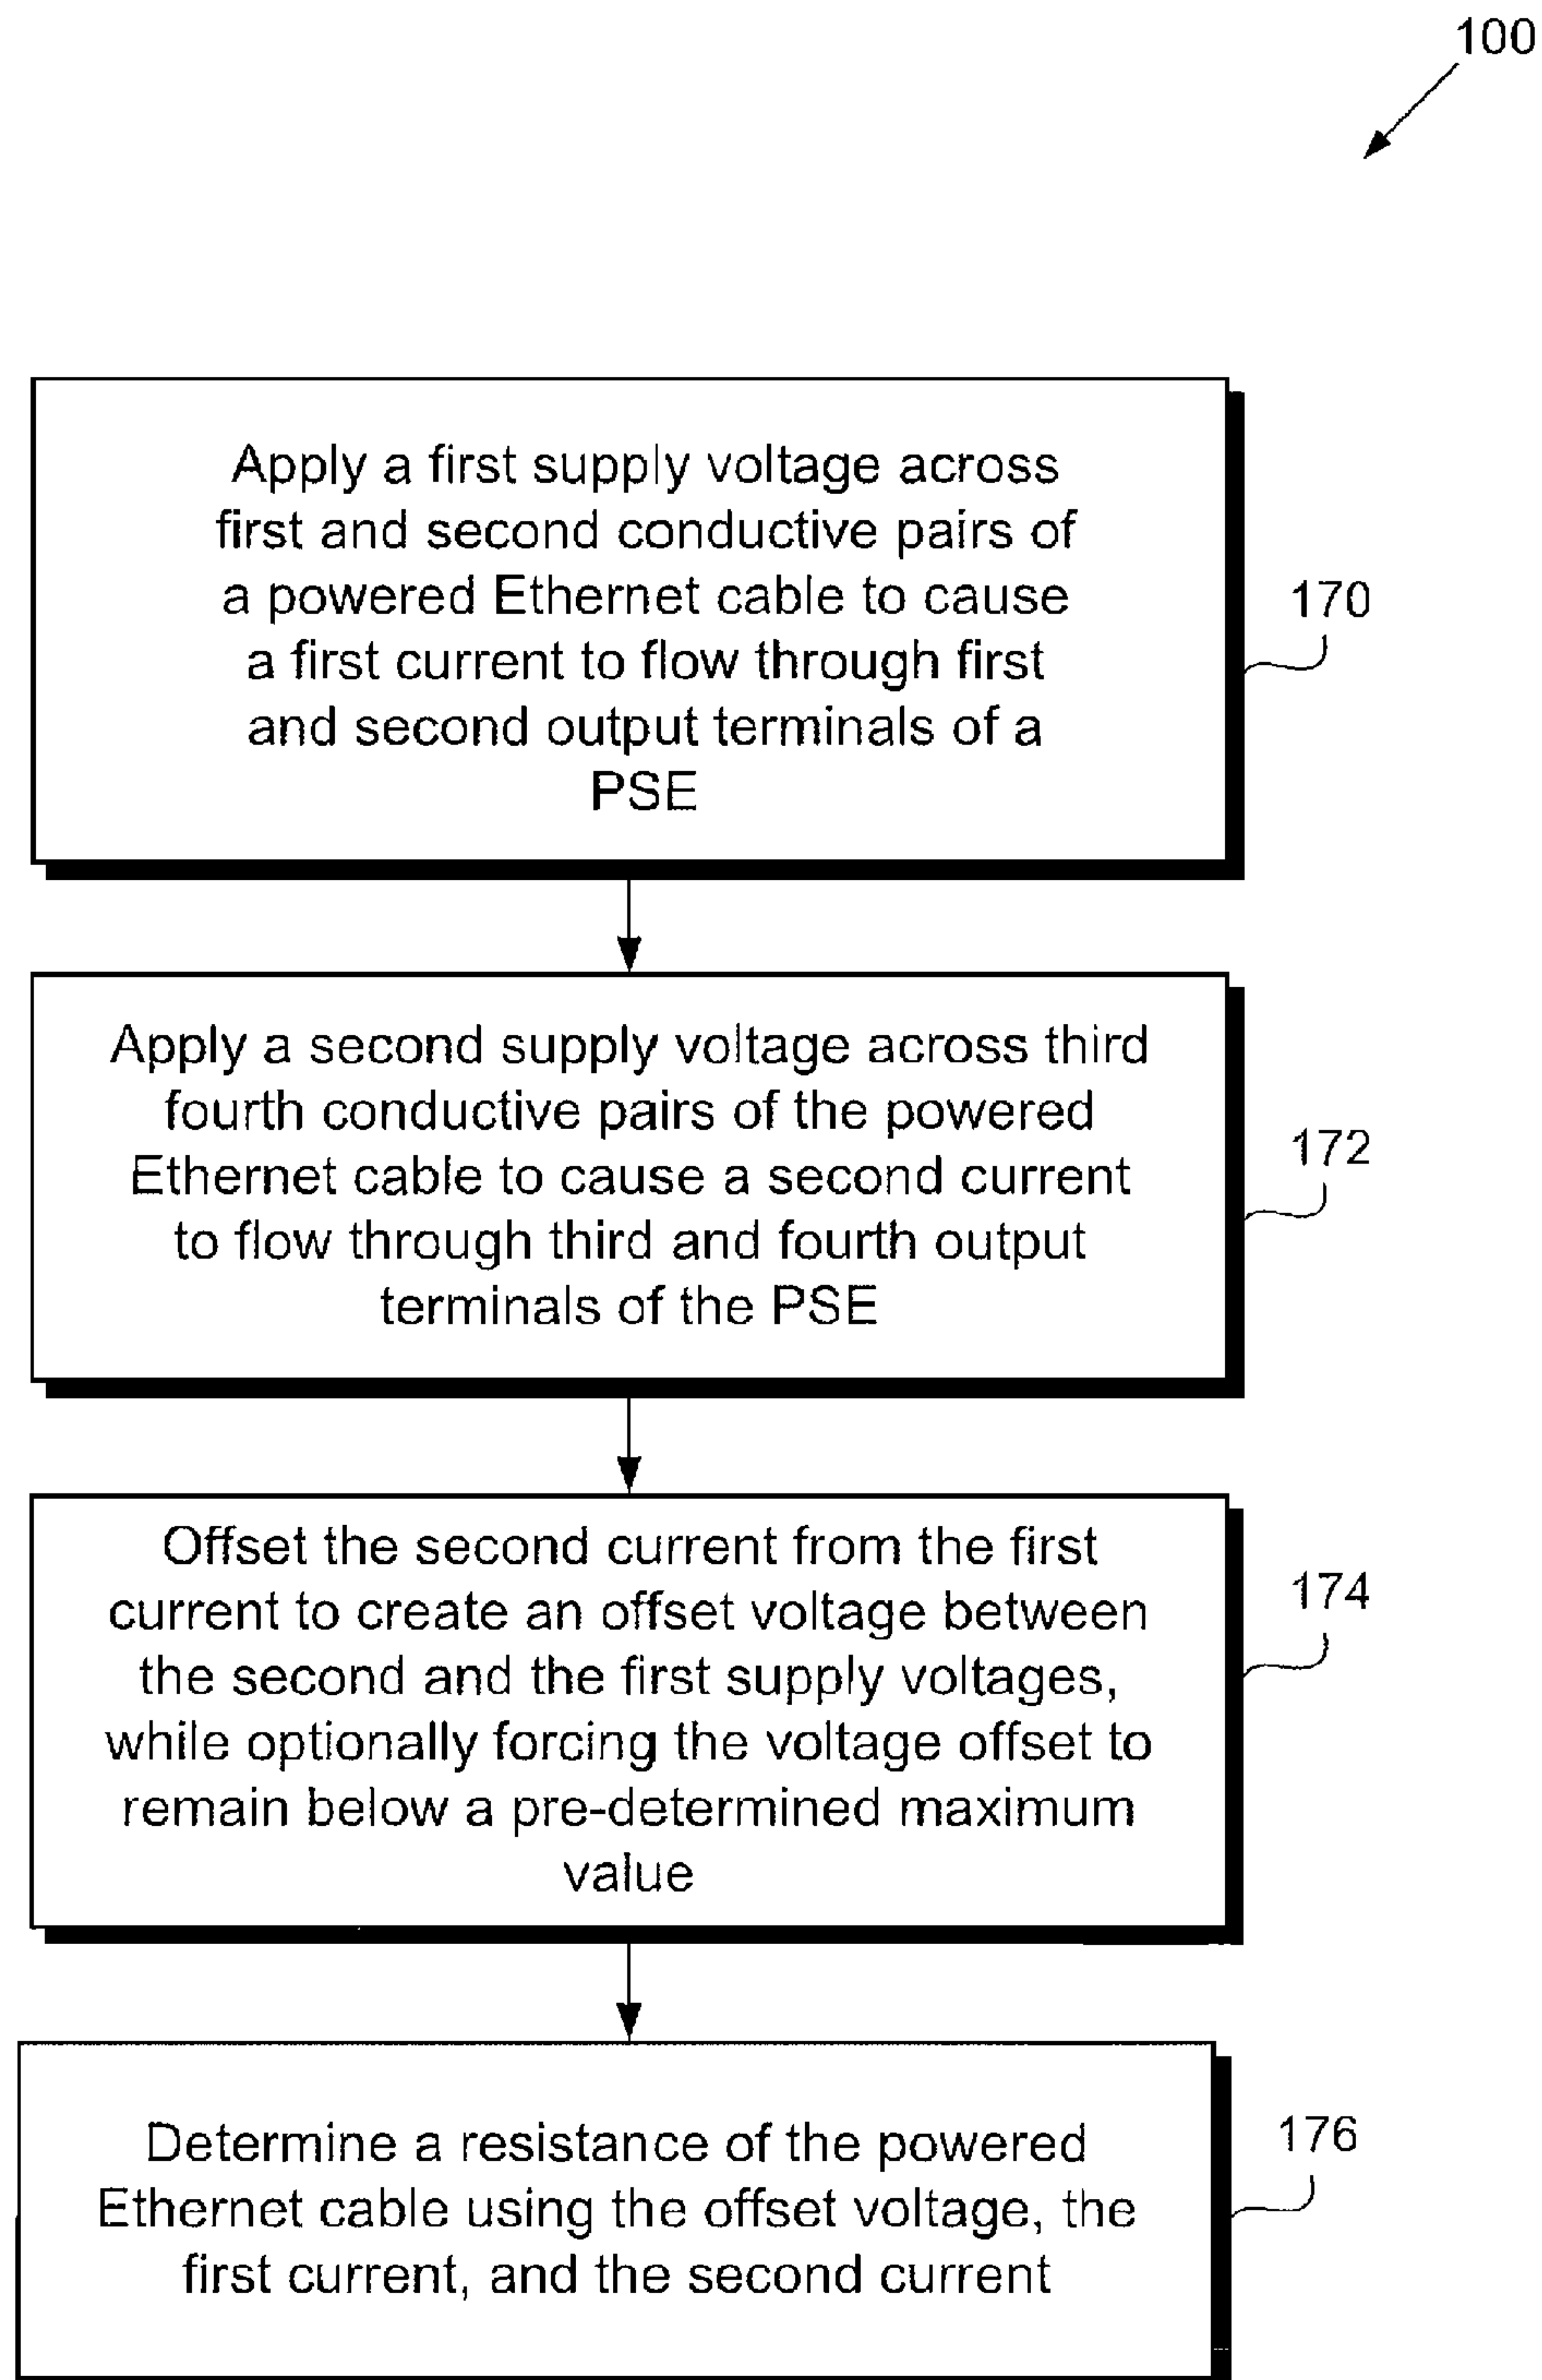 100
Apply a first supply voltage across
first and second conductive pairs of
a powered Ethernet cable to cause
a first current to flow through first
and second output terminals of a
PSE
170
Apply a second supply voltage across third
fourth conductive pairs of the powered
Ethernet cable to cause a second current
to flow through third and fourth output
terminals of the PSE
172
Offset the second current from the first
current to create an offset voltage between
the second and the first supply voltages,
while optionally forcing the voltage offset to
remain below a pre-determined maximum
value
174
Determine a resistance of the powered
Ethernet cable using the offset voltage, the
first current, and the second current
176